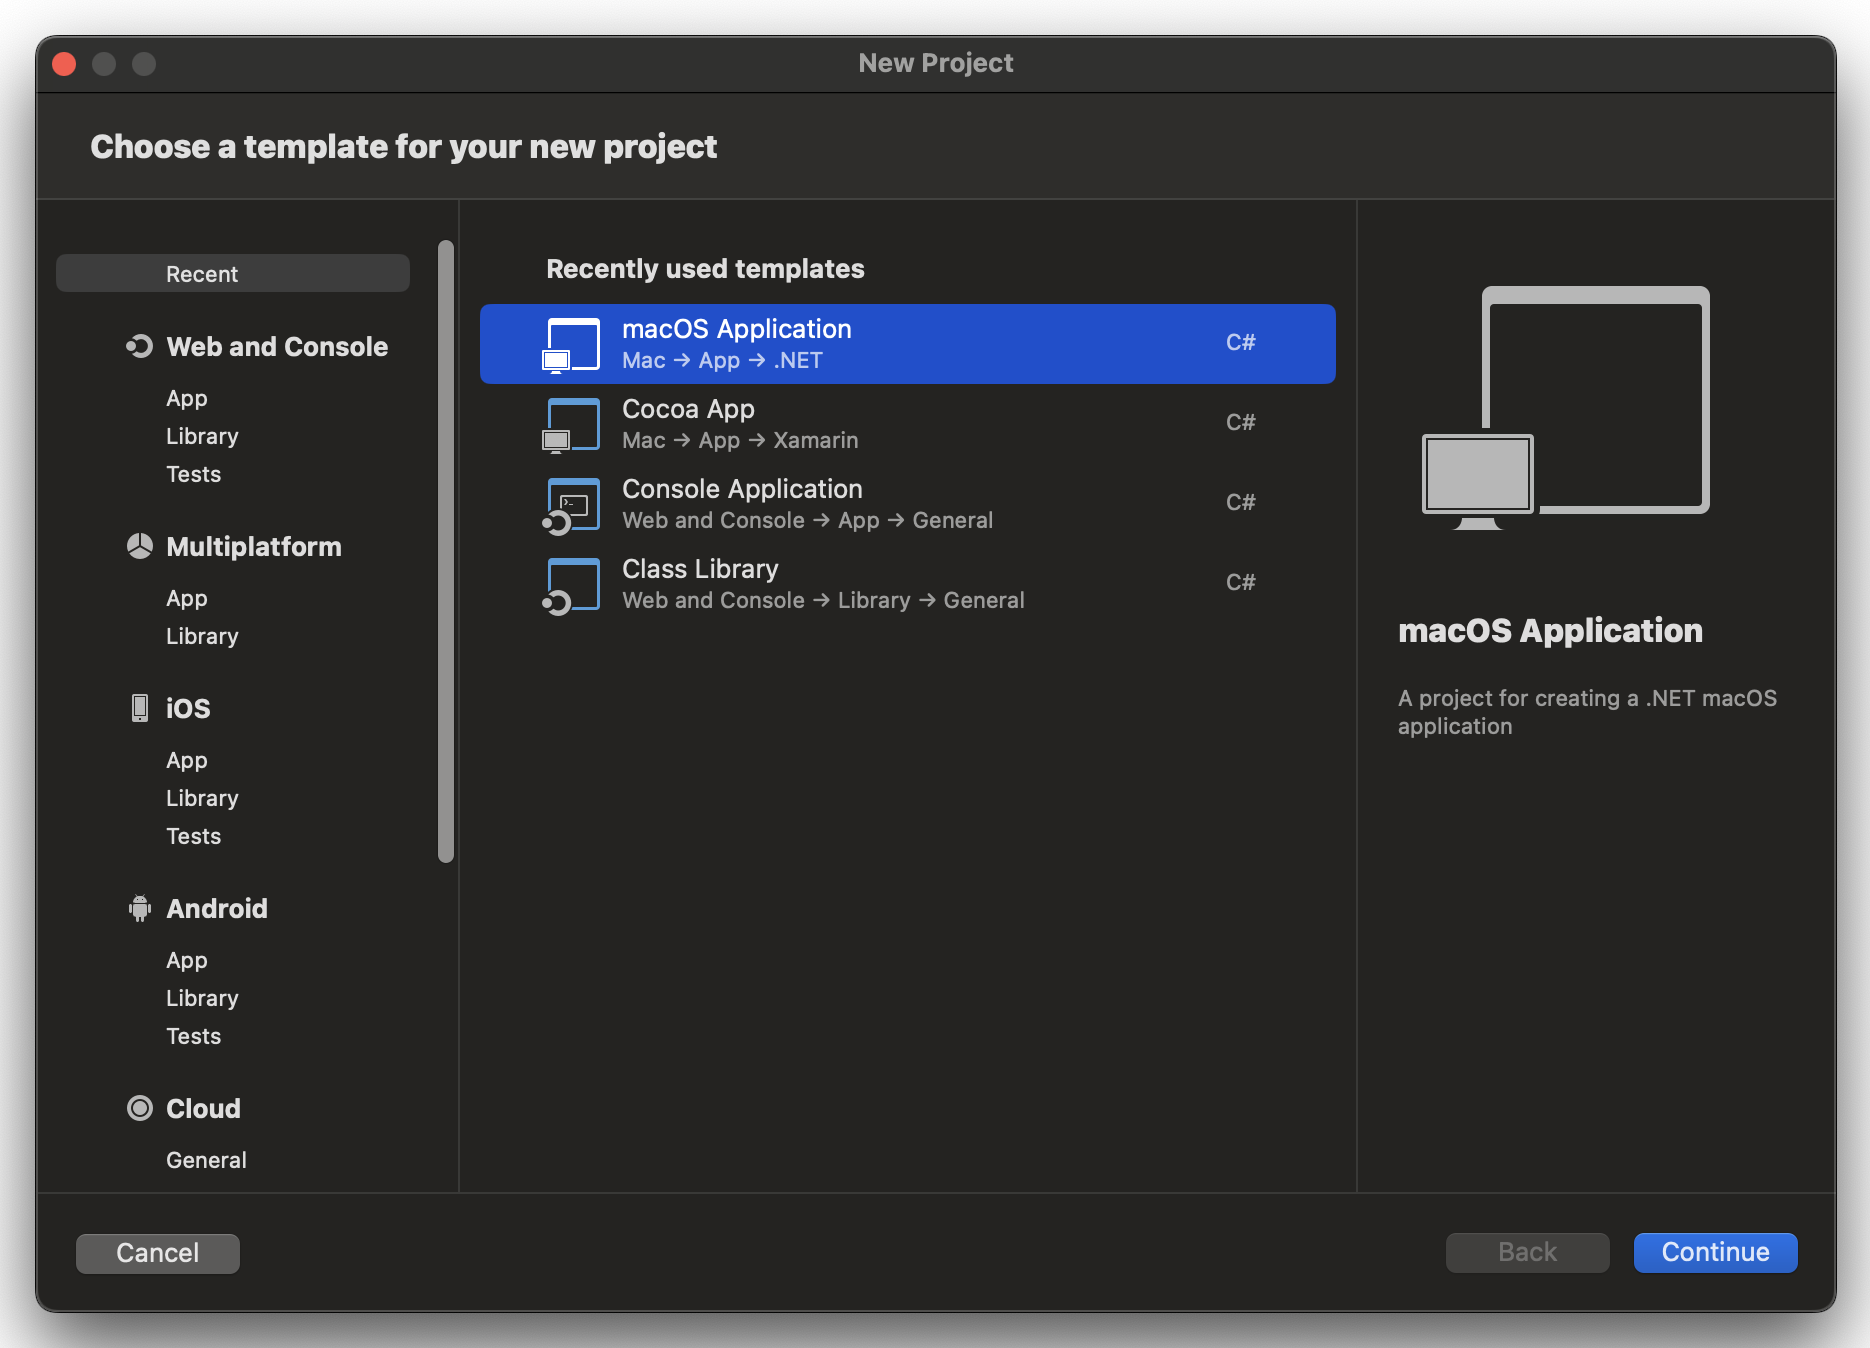 New Project
Choose a template for your new project
Recent
Web and Console
App
Library
Tests
Multiplatform
App
Library
iOS
App
Library
Tests
Android
App
Library
Tests
Cloud
General
Recently used templates
macOS Application
Mac → App → .NET
C#
Cocoa App
Mac → App → Xamarin
C#
Console Application
Web and Console → App → General
C#
Class Library
Web and Console → Library → General
C#
macOS Application
A project for creating a .NET macOS
application
Cancel
Back
Continue